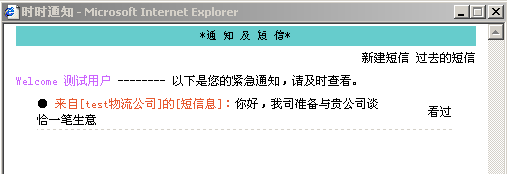 时时通知 - Microsoft Internet Explorer
*通 知 及 短 信*
新建短信 过去的短信
Welcome 测试用户 -------- 以下是您的紧急通知，请及时查看。
● 来自[test物流公司]的[短信息]：你好，我司准备与贵公司谈
恰一笔生意
看过